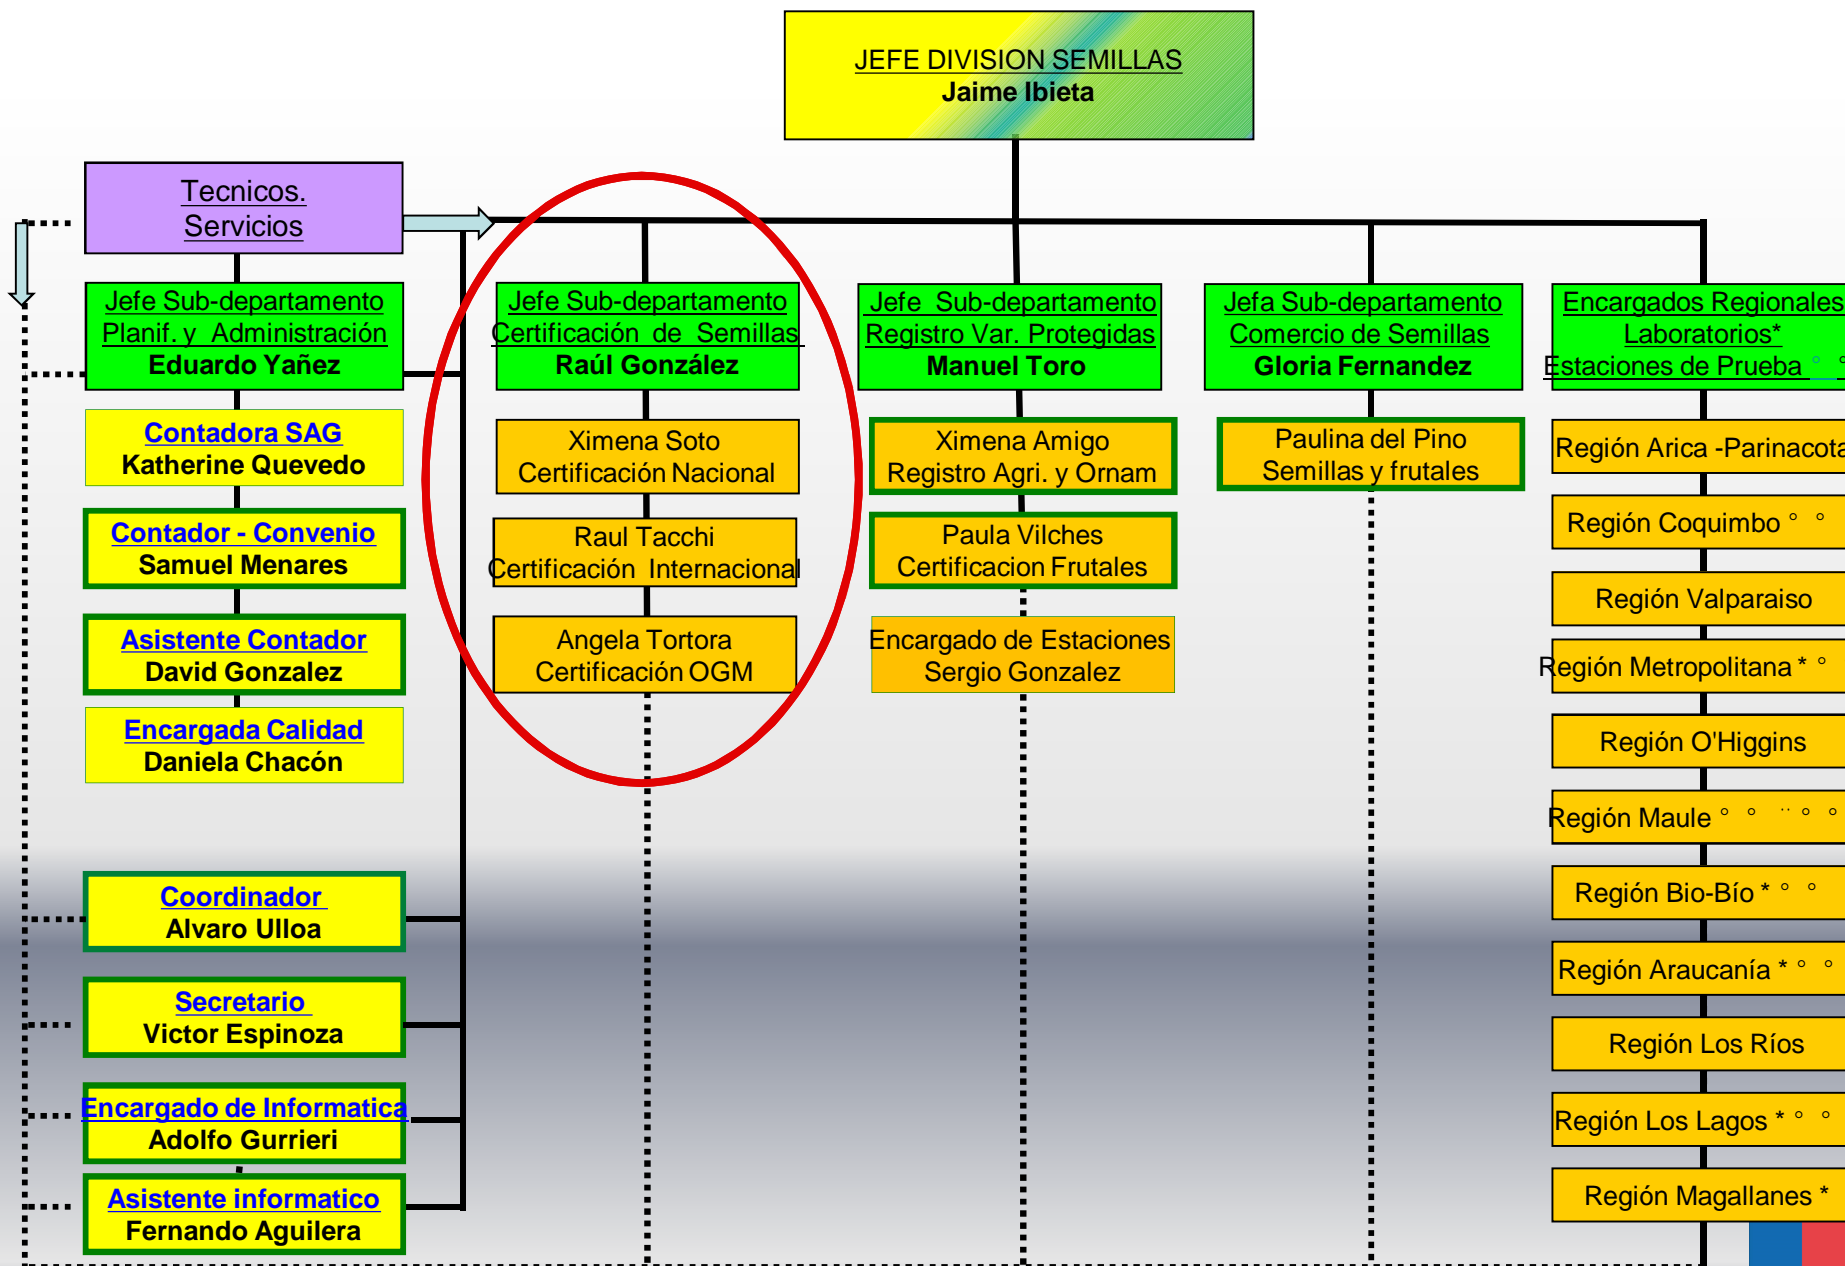 JEFE DIVISION SEMILLAS
Jaime Ibieta
Tecnicos.
Servicios
Jefe Sub-departamento
Planif. y Administración
Eduardo Yañez
Contadora SAG
Katherine Quevedo
Contador - Convenio
Samuel Menares
Asistente Contador
David Gonzalez
Encargada Calidad
Daniela Chacón
Coordinador
Alvaro Ulloa
Secretario
Victor Espinoza
Encargado de Informatica
Adolfo Gurrieri
Asistente informatico
Fernando Aguilera
Jefe Sub-departamento
Certificación de Semillas
Raúl González
Ximena Soto
Certificación Nacional
Raul Tacchi
Certificación Internacional
Angela Tortora
Certificación OGM
Jefe Sub-departamento
Registro Var. Protegidas
Manuel Toro
Ximena Amigo
Registro Agri. y Ornam
Paula Vilches
Certificacion Frutales
Encargado de Estaciones
Sergio Gonzalez
Jefa Sub-departamento
Comercio de Semillas
Gloria Fernandez
Paulina del Pino
Semillas y frutales
Encargados Regionales
Laboratorios*
Estaciones de Prueba ° °
Región Arica -Parinacota
Región Coquimbo ° °
Región Valparaiso
Región Metropolitana * °
Región O'Higgins
Región Maule ° ° ¨ ° °
Región Bio-Bío * ° °
Región Araucanía * ° °
Región Los Ríos
Región Los Lagos * ° °
Región Magallanes *